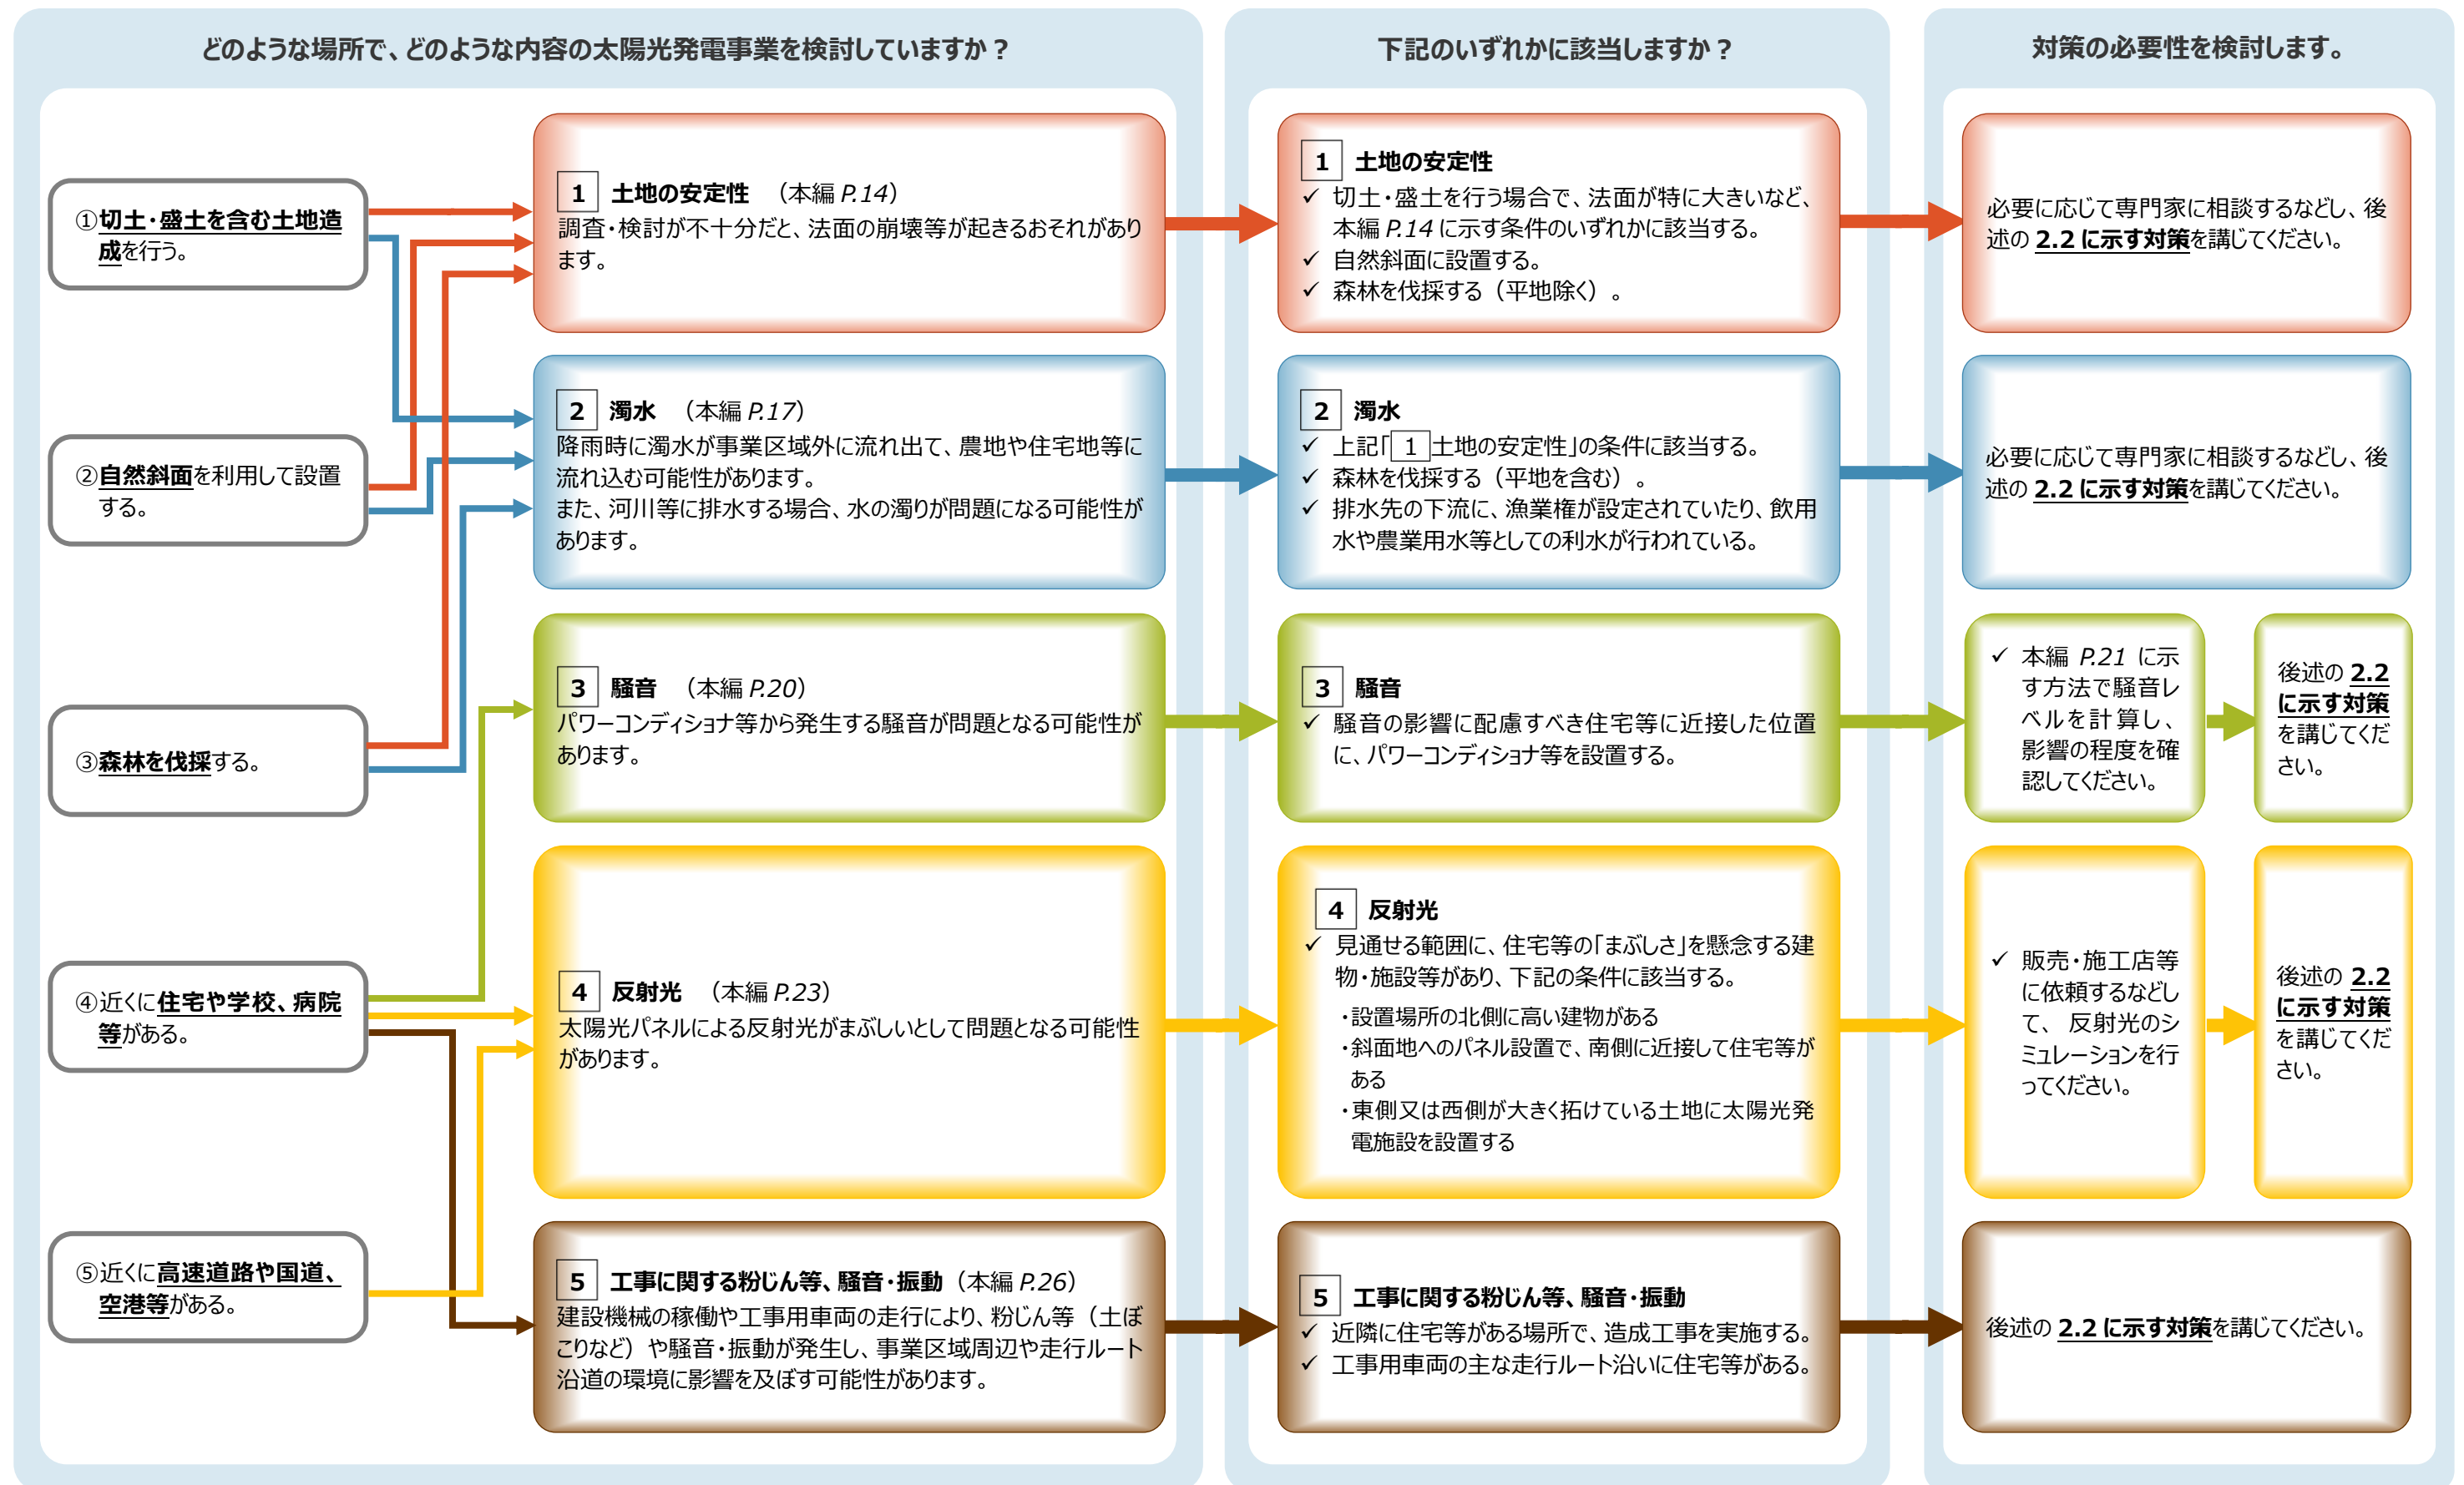 どのような場所で、どのような内容の太陽光発電事業を検討していますか？
①切土・盛土を含む土地造
成を行う。
②自然斜面を利用して設置
する。
③森林を伐採する。
④近くに住宅や学校、病院
等がある。
⑤近くに高速道路や国道、
空港等がある。
1 土地の安定性 （本編 P.14）
調査・検討が不十分だと、法面の崩壊等が起きるおそれがあり
ます。
2 濁水 （本編 P.17）
降雨時に濁水が事業区域外に流れ出て、農地や住宅地等に
流れ込む可能性があります。
また、河川等に排水する場合、水の濁りが問題になる可能性が
あります。
3 騒音 （本編 P.20）
パワーコンディショナ等から発生する騒音が問題となる可能性が
あります。
4 反射光 （本編 P.23）
太陽光パネルによる反射光がまぶしいとして問題となる可能性
があります。
5 工事に関する粉じん等、騒音・振動（本編 P.26）
建設機械の稼働や工事用車両の走行により、粉じん等（土ぼ
こりなど）や騒音・振動が発生し、事業区域周辺や走行ルート
沿道の環境に影響を及ぼす可能性があります。
下記のいずれかに該当しますか？
1 土地の安定性
✓ 切土・盛土を行う場合で、法面が特に大きいなど、
本編 P.14 に示す条件のいずれかに該当する。
✓ 自然斜面に設置する。
✓ 森林を伐採する（平地除く）。
2 濁水
✓ 上記「1土地の安定性」の条件に該当する。
✓ 森林を伐採する（平地を含む）。
✓ 排水先の下流に、漁業権が設定されていたり、飲用
水や農業用水等としての利水が行われている。
3 騒音
✓ 騒音の影響に配慮すべき住宅等に近接した位置
に、パワーコンディショナ等を設置する。
4 反射光
✓ 見通せる範囲に、住宅等の「まぶしさ」を懸念する建
物・施設等があり、下記の条件に該当する。
・設置場所の北側に高い建物がある
・斜面地へのパネル設置で、南側に近接して住宅等が
ある
・東側又は西側が大きく拓けている土地に太陽光発
電施設を設置する
5 工事に関する粉じん等、騒音・振動
✓ 近隣に住宅等がある場所で、造成工事を実施する。
✓ 工事用車両の主な走行ルート沿いに住宅等がある。
対策の必要性を検討します。
必要に応じて専門家に相談するなどし、後
述の 2.2 に示す対策を講じてください。
必要に応じて専門家に相談するなどし、後
述の 2.2 に示す対策を講じてください。
✓ 本編 P.21 に示
す方法で騒音レ
ベルを計算し、
影響の程度を確
認してください。
後述の 2.2
に示す対策
を講じてくだ
さい。
✓ 販売・施工店等
に依頼するなどし
て、 反射光のシ
ミュレーションを行
ってください。
後述の 2.2
に示す対策
を講じてくだ
さい。
後述の 2.2 に示す対策を講じてください。